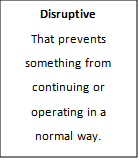 Disruptive
That prevents
something from
continuing or
operating in a
normal way.